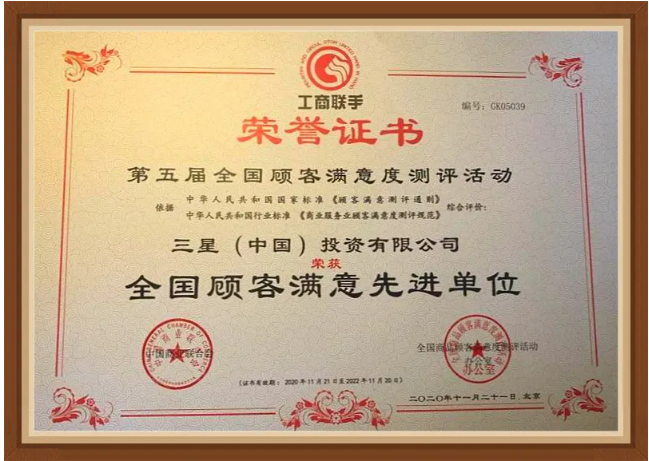 工商联手
编号：GK05039
荣誉证书
第五届全国顾客满意度测评活动
依据
中华人民共和国国家标准《顾客满意测评通则》
中华人民共和国行业标准《商业服务业顾客满意度测评规范》
综合评价:
三星（中国）投资有限公司
荣获
全国顾客满意先进单位
中国商业联合会
全国商品顾客满意度测评活动
办公室
办公室
（证书有效期：2020年11月21日至2022年11月20日）
二〇二〇年十一月二十一日、北京